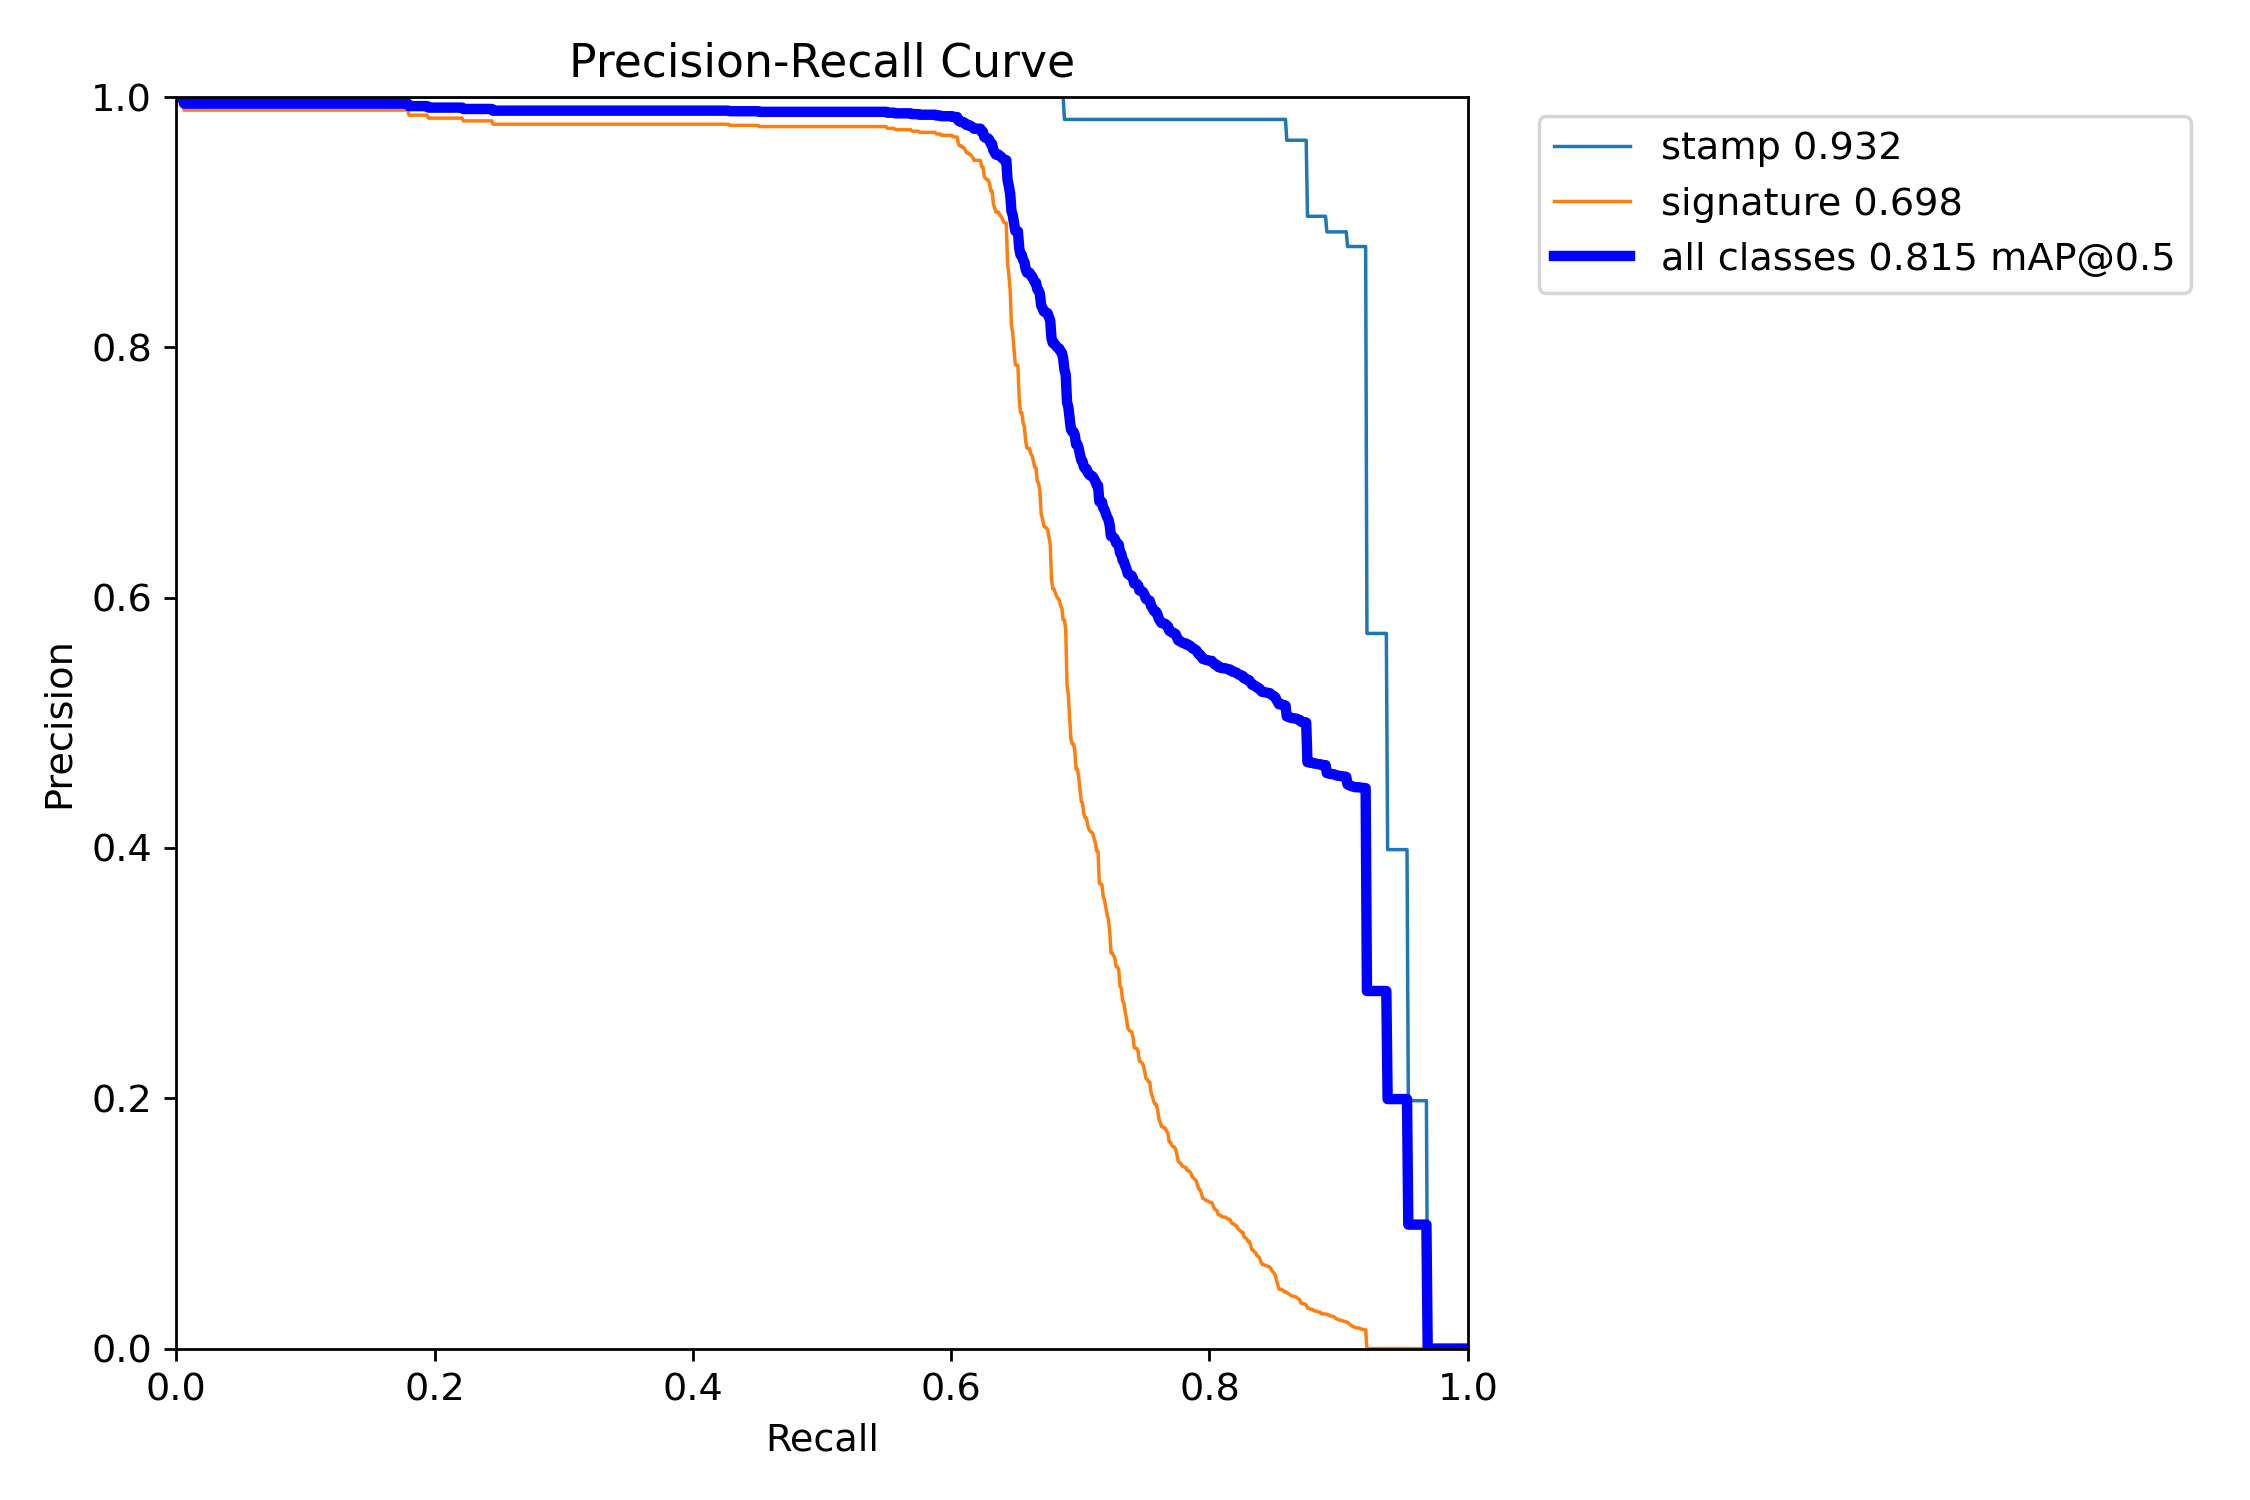 Precision-Recall Curve
stamp 0.932
signature 0.698
all classes 0.815 mAP@0.5
Precision
1.0
0.8
0.6
0.4
0.2
0.0
0.0 0.2 0.4 0.6 0.8 1.0
Recall